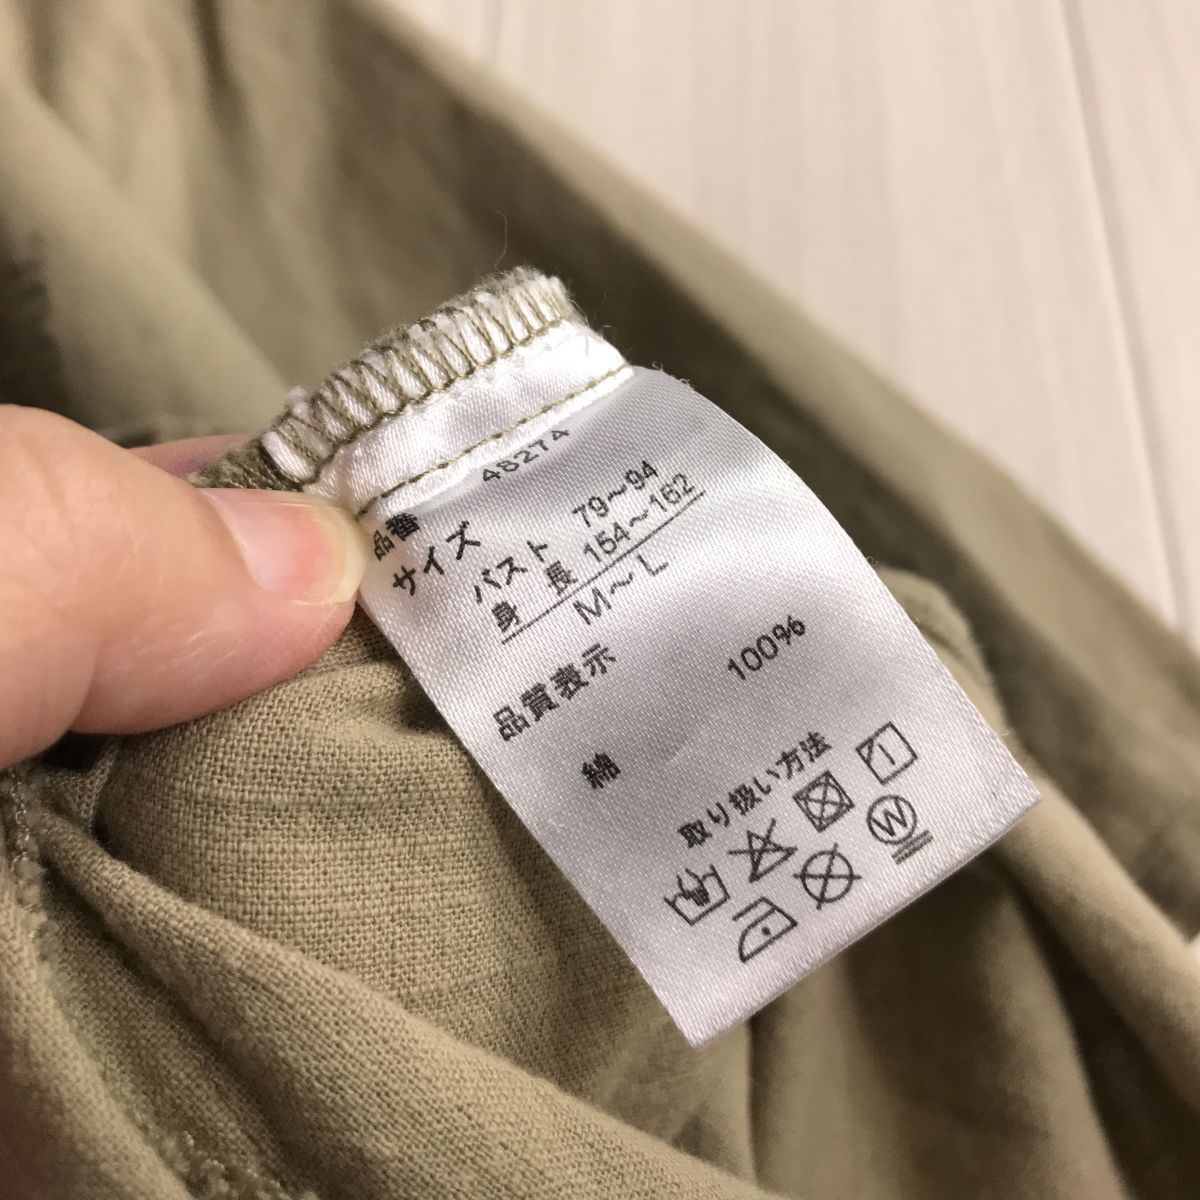 品番 48274
サイズ
バスト 79～94
身長 154～162
M～L
品質表示
綿 100%
取り扱い方法
W